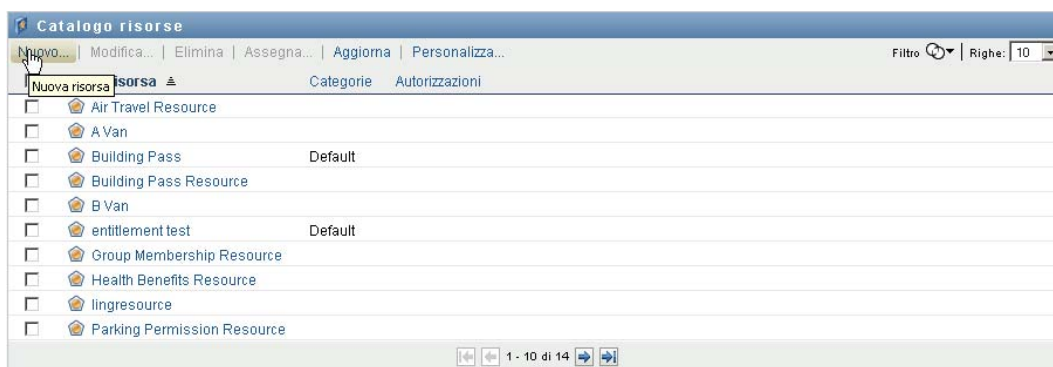 Catalogo risorse
Nuovo... | Modifica... | Elimina | Assegna... | Aggiorna | Personalizza... Filtro | Righe: 10
risorsa Categorie Autorizzazioni
Nuova risorsa
Air Travel Resource
A Van
Building Pass Default
Building Pass Resource
B Van
entitlement test Default
Group Membership Resource
Health Benefits Resource
lingresource
Parking Permission Resource
1 - 10 di 14